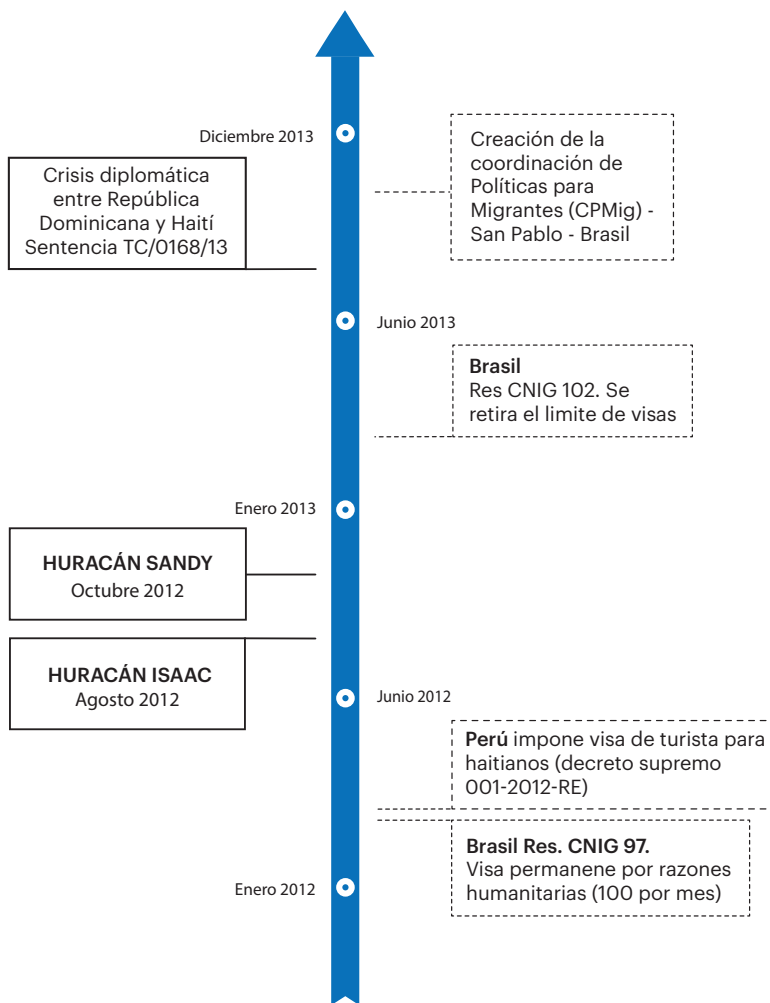 Diciembre 2013
Crisis diplomática
entre República
Dominicana y Haití
Sentencia TC/0168/13
Creación de la
coordinación de
Políticas para
Migrantes (CPMig) -
San Pablo - Brasil
Junio 2013
Brasil
Res CNIG 102. Se
retira el limite de visas
Enero 2013
HURACÁN SANDY
Octubre 2012
HURACÁN ISAAC
Agosto 2012
Junio 2012
Perú impone visa de turista para
haitianos (decreto supremo
001-2012-RE)
Brasil Res. CNIG 97.
Visa permanene por razones
humanitarias (100 por mes)
Enero 2012